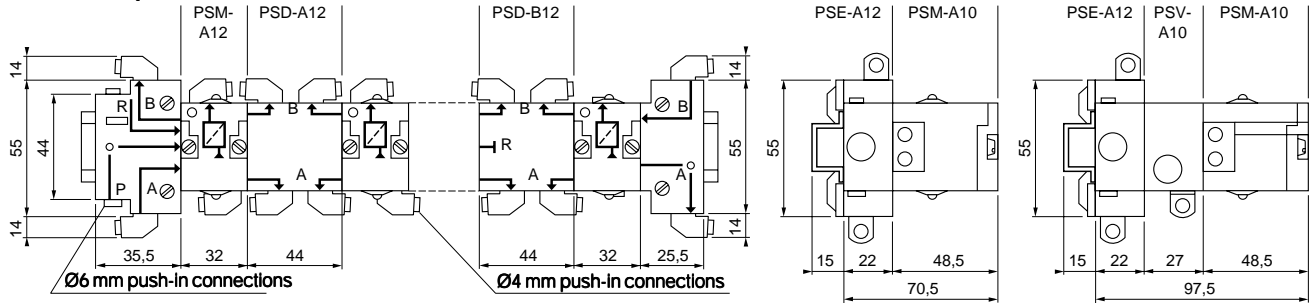 PSM-
A12
PSD-A12
PSD-B12
PSE-A12
PSM-A10
PSE-A12
PSV-
A10
PSM-A10
14
14
B
R
B
B
B
B
55
44
55
55
55
R
P
A
A
A
A
14
14
35,5
32
44
44
32
25,5
15
22
48,5
15
22
27
48,5
Ø6 mm push-in connections
Ø4 mm push-in connections
70,5
97,5